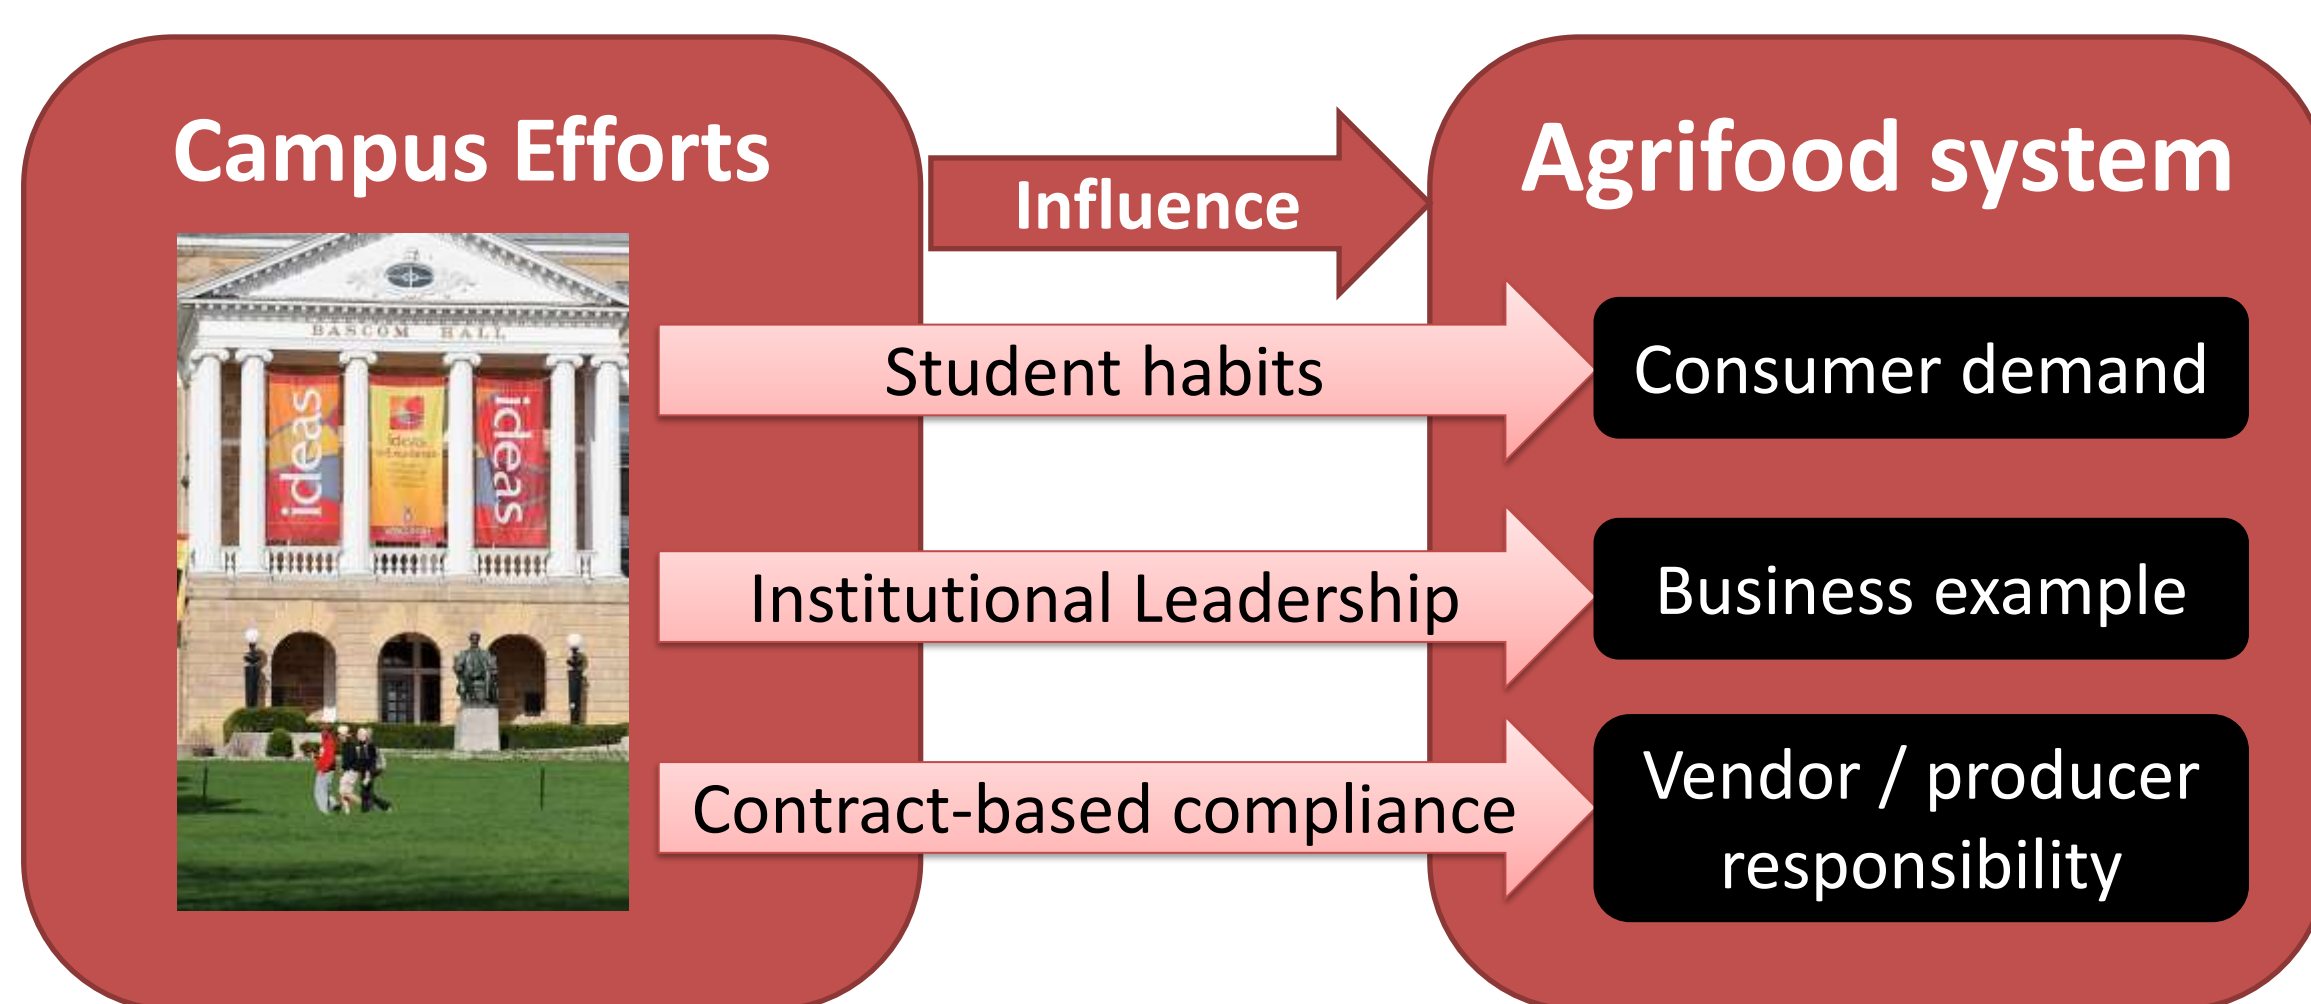 Campus Efforts
Influence
Agrifood system
BASCOM HALL
ideas
ideas
Student habits
Consumer demand
Institutional Leadership
Business example
Contract-based compliance
Vendor / producer
responsibility